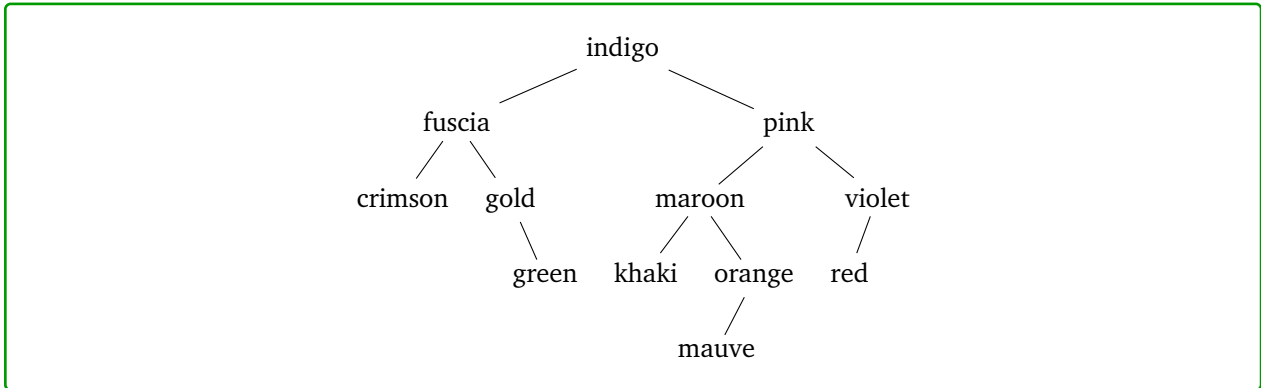 indigo
fuscia pink
crimson gold maroon violet
green khaki orange red
mauve